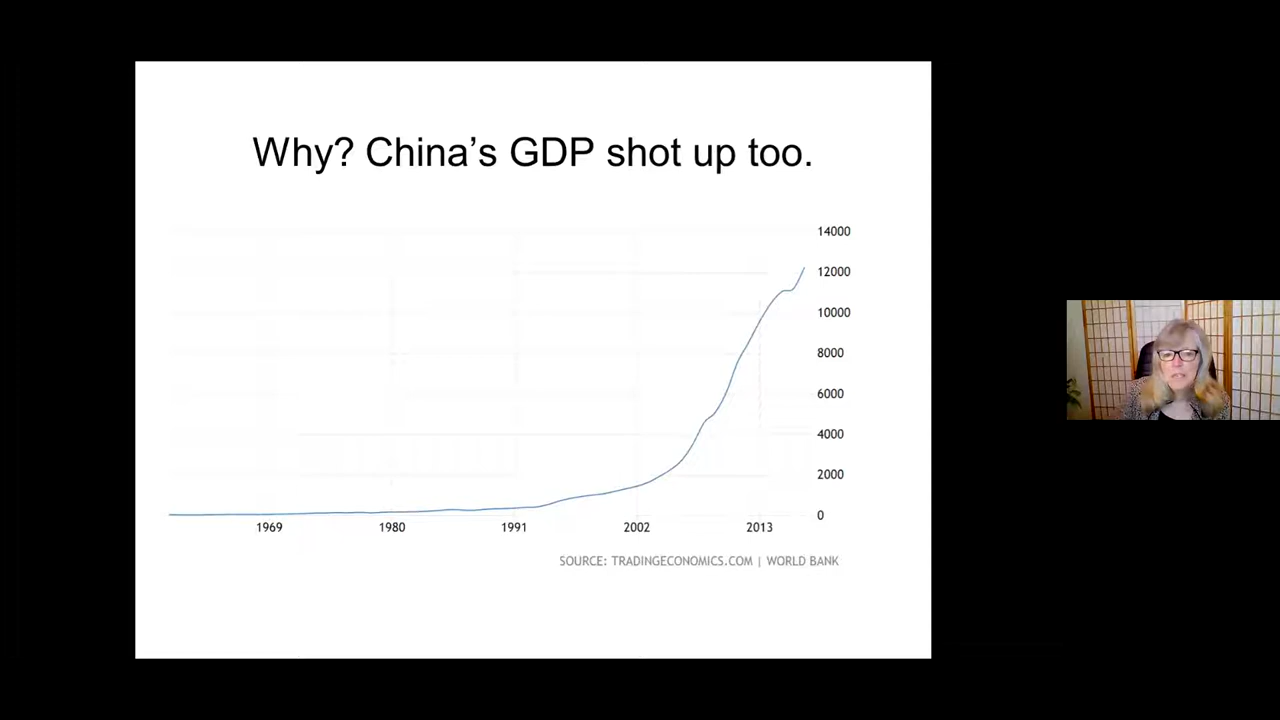 Why? China's GDP shot up too.
14000
12000
10000
8000
6000
4000
2000
0
1969 1980 1991 2002 2013
SOURCE: TRADINGECONOMICS.COM | WORLD BANK